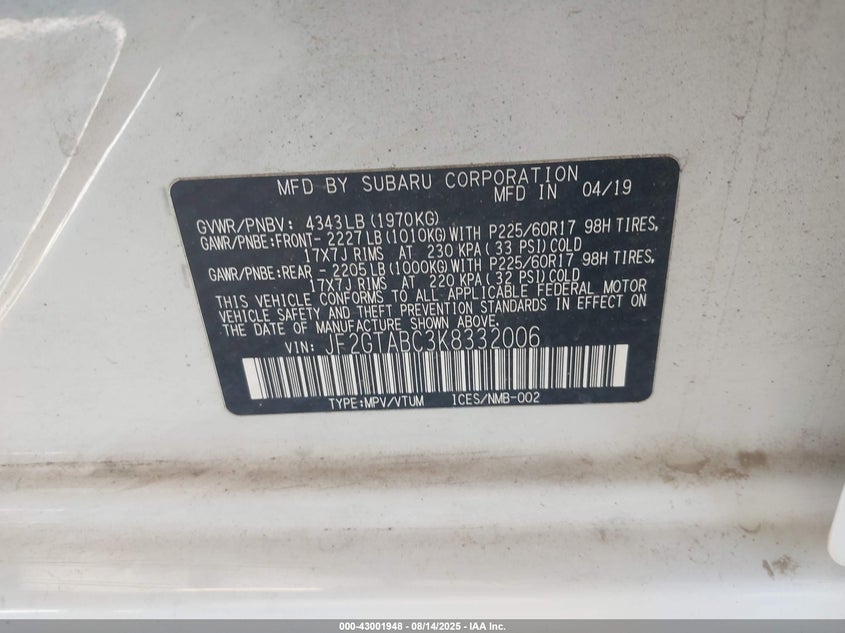 MFD BY SUBARU CORPORATION
MFD IN 04/19
GVWR/PNBV: 4343LB(1970KG)
GAWR/PNBE:FRONT- 2227LB(1010KG)WITH P225/60R17 98H TIRES,
17X7J RIMS AT 230 KPA(33 PSI)COLD
GAWR/PNBE:REAR - 2205LB(1000KG)WITH P225/60R17 98H TIRES,
17X7J RIMS AT 220 KPA(32 PSI)COLD
THIS VEHICLE CONFORMS TO ALL APPLICABLE FEDERAL MOTOR
VEHICLE SAFETY AND THEFT PREVENTION STANDARDS IN EFFECT ON
THE DATE OF MANUFACTURE SHOWN ABOVE.
VIN: JF2GTABC3K8332006
TYPE:MPV/VTUM 1CES/NMB-002
000-43001948 - 08/14/2025 - IAA Inc.